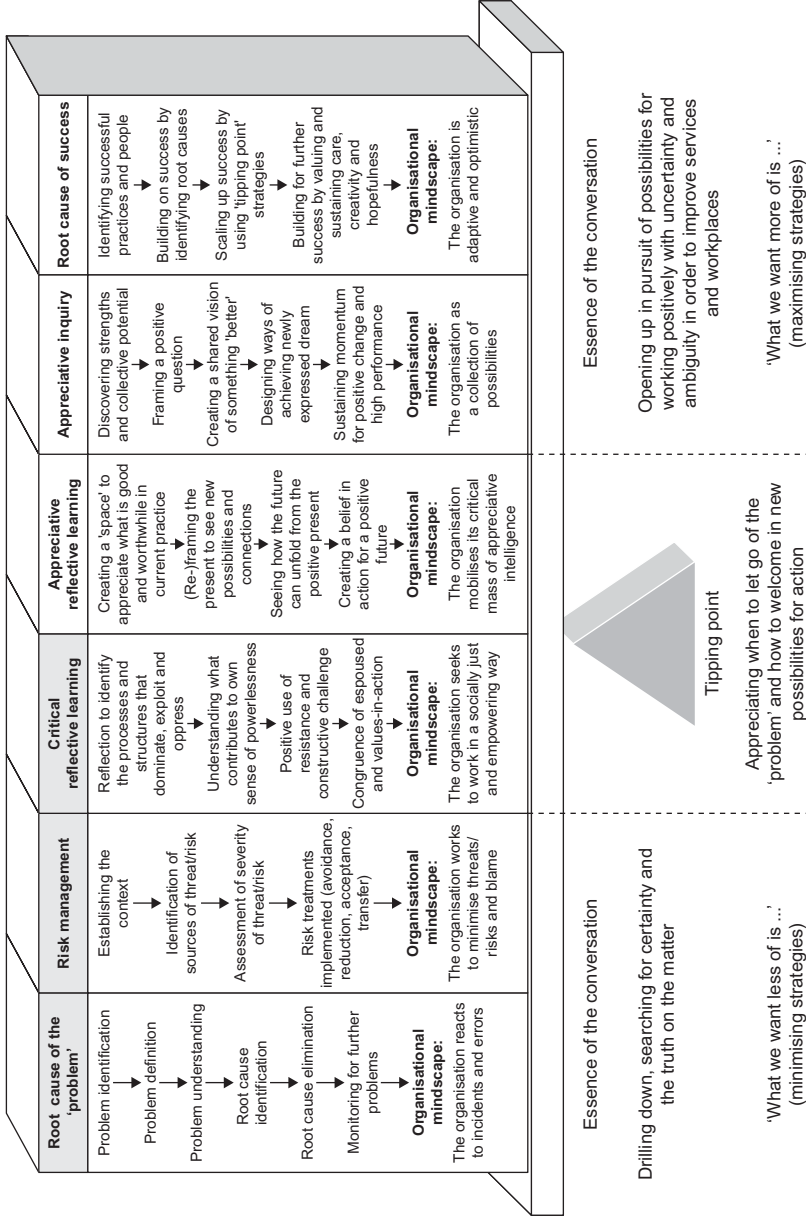 Root cause of the
‘problem’
Problem identification
Problem definition
Problem understanding
Root cause
identification
Root cause elimination
Monitoring for further
problems
Organisational
mindscape:
The organisation reacts
to incidents and errors
Risk management
Establishing the
context
Identification of
sources of threat/risk
Assessment of severity
of threat/risk
Risk treatments
implemented (avoidance,
reduction, acceptance,
transfer)
Organisational
mindscape:
The organisation works
to minimise threats/
risks and blame
Critical
reflective learning
Reflection to identify
the processes and
structures that
dominate, exploit and
oppress
Understanding what
contributes to own
sense of powerlessness
Positive use of
resistance and
constructive challenge
Congruence of espoused
and values-in-action
Organisational
mindscape:
The organisation seeks
to work in a socially just
and empowering way
Appreciative
reflective learning
Creating a 'space' to
appreciate what is good
and worthwhile in
current practice
(Re-)framing the
present to see new
possibilities and
connections
Seeing how the future
can unfold from the
positive present
Creating a belief in
action for a positive
future
Organisational
mindscape:
The organisation
mobilises its critical
mass of appreciative
intelligence
Appreciative inquiry
Discovering strengths
and collective potential
Framing a positive
question
Creating a shared vision
of something 'better'
Designing ways of
achieving newly
expressed dream
Sustaining momentum
for positive change and
high performance
Organisational
mindscape:
The organisation as
a collection of
possibilities
Root cause of success
Identifying successful
practices and people
Building on success by
identifying root causes
Scaling up success by
using 'tipping point'
strategies
Building for further
success by valuing and
sustaining care,
creativity and
hopefulness
Organisational
mindscape:
The organisation is
adaptive and optimistic
Essence of the conversation
Drilling down, searching for certainty and
the truth on the matter
‘What we want less of is ...’
(minimising strategies)
Tipping point
Appreciating when to let go of the
‘problem’ and how to welcome in new
possibilities for action
Essence of the conversation
Opening up in pursuit of possibilities for
working positively with uncertainty and
ambiguity in order to improve services
and workplaces
‘What we want more of is ...’
(maximising strategies)